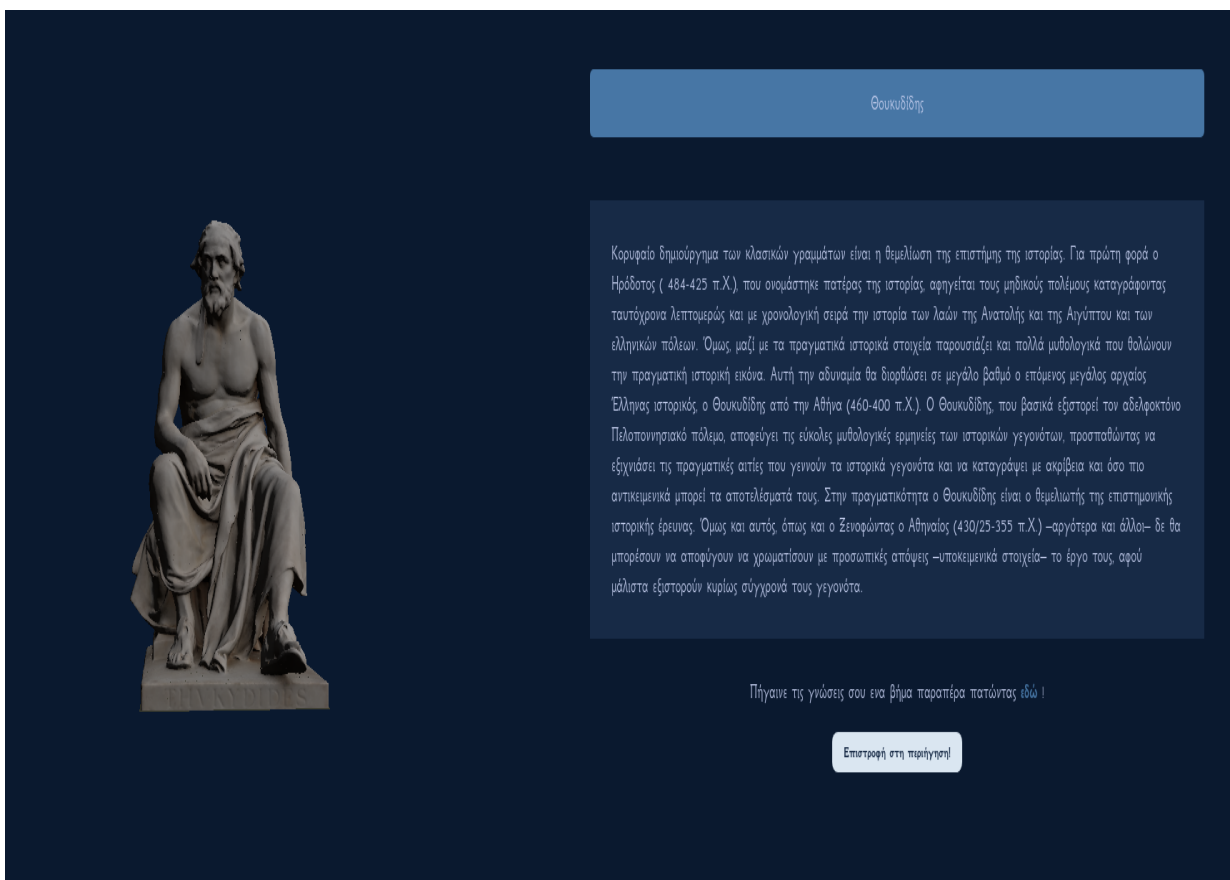 Θουκυδίδης
Κορυφαίο δημιούργημα των κλασικών γραμμάτων είναι η θεμελίωση της επιστήμης της ιστορίας. Για πρώτη φορά ο
Ηρόδοτος ( 484-425 π.Χ.), που ονομάστηκε πατέρας της ιστορίας, αφηγείται τους μηδικούς πολέμους καταγράφοντας
ταυτόχρονα λεπτομερώς και με χρονολογική σειρά την ιστορία των λαών της Ανατολής και της Αιγύπτου και των
ελληνικών πόλεων. Όμως, μαζί με τα πραγματικά ιστορικά στοιχεία παρουσιάζει και πολλά μυθολογικά που θολώνουν
την πραγματική ιστορική εικόνα. Αυτή την αδυναμία θα διορθώσει σε μεγάλο βαθμό ο επόμενος μεγάλος αρχαίος
Έλληνας ιστορικός, ο Θουκυδίδης από την Αθήνα (460-400 π.Χ.). Ο Θουκυδίδης, που βασικά εξιστορεί τον αδελφοκτόνο
Πελοποννησιακό πόλεμο, αποφεύγει τις εύκολες μυθολογικές ερμηνείες των ιστορικών γεγονότων, προσπαθώντας να
εξιχνιάσει τις πραγματικές αιτίες που γεννούν τα ιστορικά γεγονότα και να καταγράψει με ακρίβεια και όσο πιο
αντικειμενικά μπορεί τα αποτελέσματά τους. Στην πραγματικότητα ο Θουκυδίδης είναι ο θεμελιωτής της επιστημονικής
ιστορικής έρευνας. Όμως και αυτός, όπως και ο Ξενοφώντας ο Αθηναίος (430/25-355 π.Χ.) –αργότερα και άλλοι– δε θα
μπορέσουν να αποφύγουν να χρωματίσουν με προσωπικές απόψεις –υποκειμενικά στοιχεία– το έργο τους, αφού
μάλιστα εξιστορούν κυρίως σύγχρονά τους γεγονότα.
THVKYDIDES
Πήγαινε τις γνώσεις σου ενα βήμα παραπέρα πατώντας εδώ !
Επιστροφή στη περιήγηση!